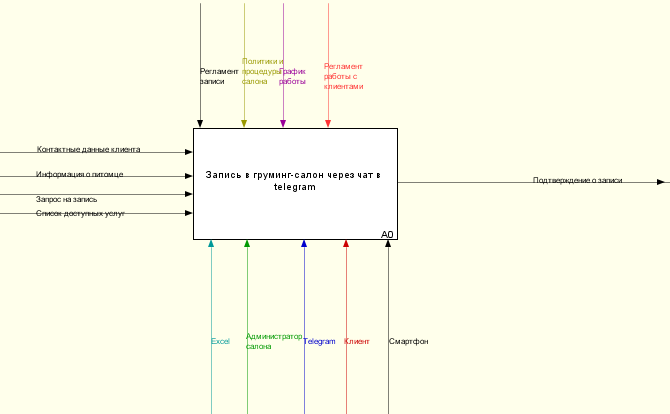 Регламент
записи
Политики и
процедуры
салона
График
работы
Регламент
работы с
клиентами
Контактные данные клиента
Информация о питомце
Запрос на запись
Список доступных услуг
Запись в груминг-салон через чат в
telegram
A0
Подтверждение о записи
Excel
Администратор
салона
Telegram
Клиент
Смартфон